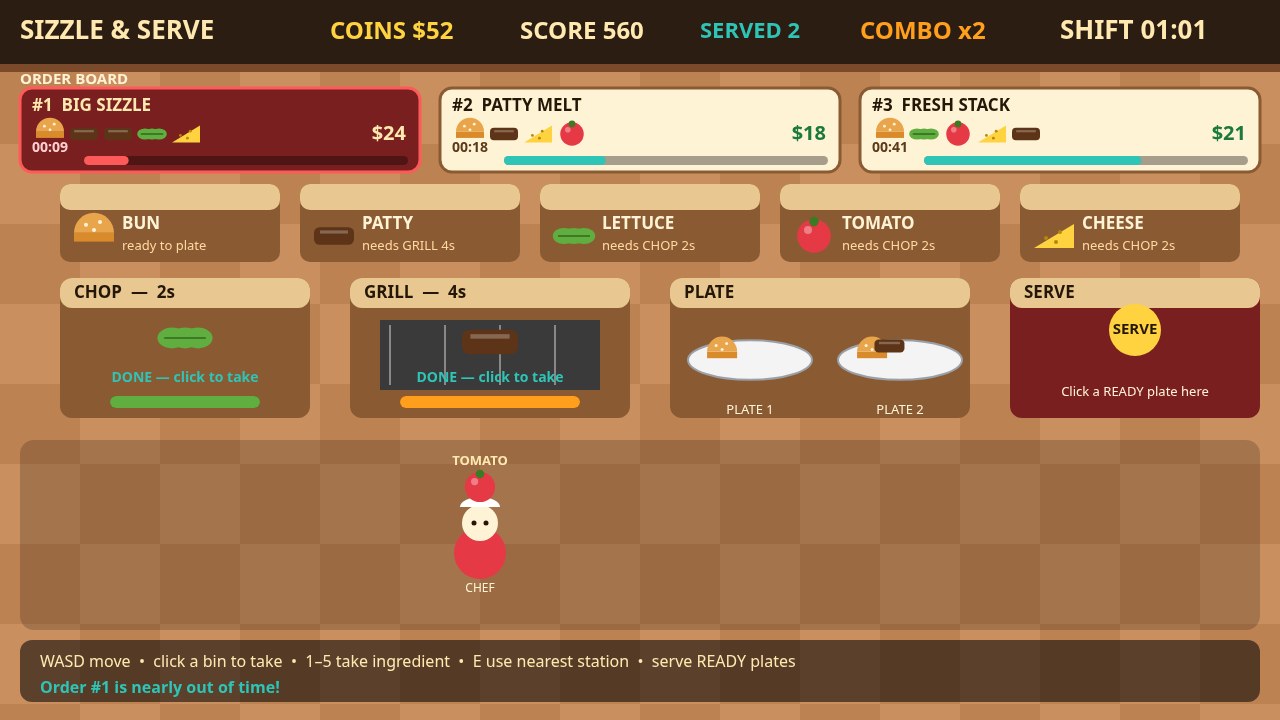 SIZZLE & SERVE COINS $52 SCORE 560 SERVED 2 COMBO x2 SHIFT 01:01
ORDER BOARD
#1 BIG SIZZLE
$24
00:09
#2 PATTY MELT
$18
00:18
#3 FRESH STACK
$21
00:41
BUN
ready to plate
PATTY
needs GRILL 4s
LETTUCE
needs CHOP 2s
TOMATO
needs CHOP 2s
CHEESE
needs CHOP 2s
CHOP — 2s
DONE — click to take
GRILL — 4s
DONE — click to take
PLATE
PLATE 1
PLATE 2
SERVE
SERVE
Click a READY plate here
TOMATO
CHEF
WASD move • click a bin to take • 1–5 take ingredient • E use nearest station • serve READY plates
Order #1 is nearly out of time!